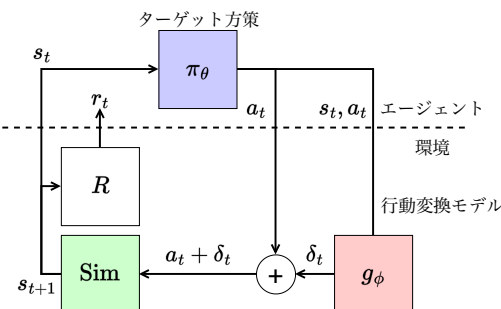 ターゲット方策
s_t
π_θ
r_t
a_t
s_t, a_t
エージェント
環境
R
行動変換モデル
Sim
a_t + δ_t
+
δ_t
g_ϕ
s_{t+1}